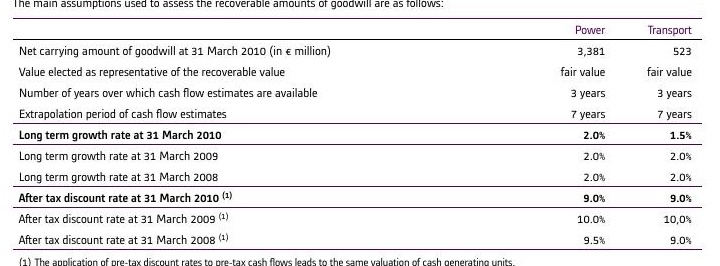 The main assumptions used to assess the recoverable amounts of goodwill are as follows:
Power Transport
Net carrying amount of goodwill at 31 March 2010 (in € million) 3,381 523
Value elected as representative of the recoverable value fair value fair value
Number of years over which cash flow estimates are available 3 years 3 years
Extrapolation period of cash flow estimates 7 years 7 years
Long term growth rate at 31 March 2010 2.0% 1.5%
Long term growth rate at 31 March 2009 2.0% 2.0%
Long term growth rate at 31 March 2008 2.0% 2.0%
After tax discount rate at 31 March 2010 (1) 9.0% 9.0%
After tax discount rate at 31 March 2009 (1) 10.0% 10,0%
After tax discount rate at 31 March 2008 (1) 9.5% 9.0%
(1) The application of pre-tax discount rates to pre-tax cash flows leads to the same valuation of cash generating units.